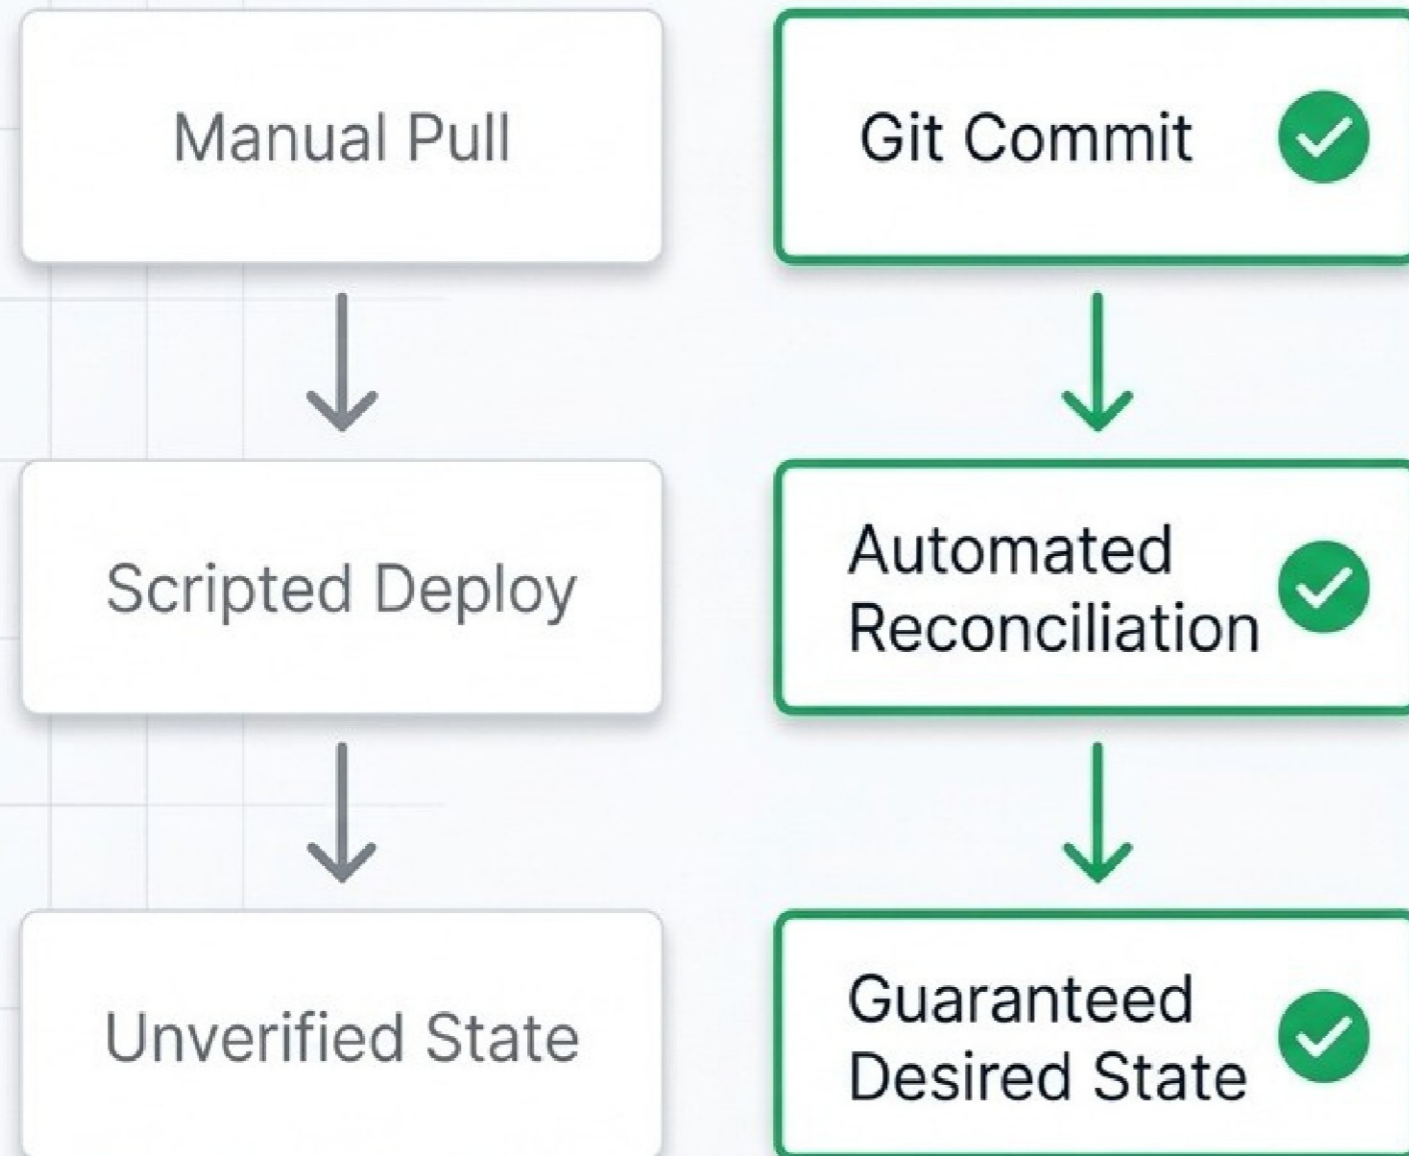 Manual Pull
Scripted Deploy
Unverified State
Git Commit
Automated
Reconciliation
Guaranteed
Desired State